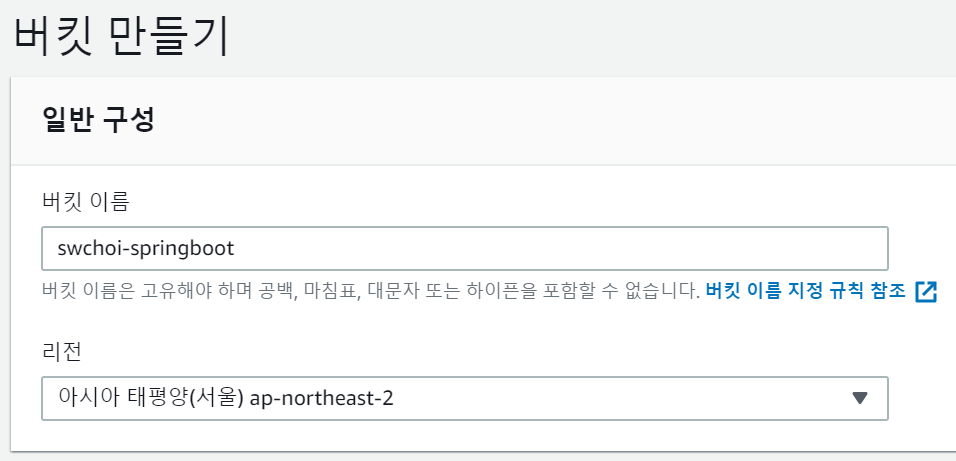 버킷 만들기
일반 구성
버킷 이름
swchoi-springboot
버킷 이름은 고유해야 하며 공백, 마침표, 대문자 또는 하이픈을 포함할 수 없습니다. 버킷 이름 지정 규칙 참조
리전
아시아 태평양(서울) ap-northeast-2